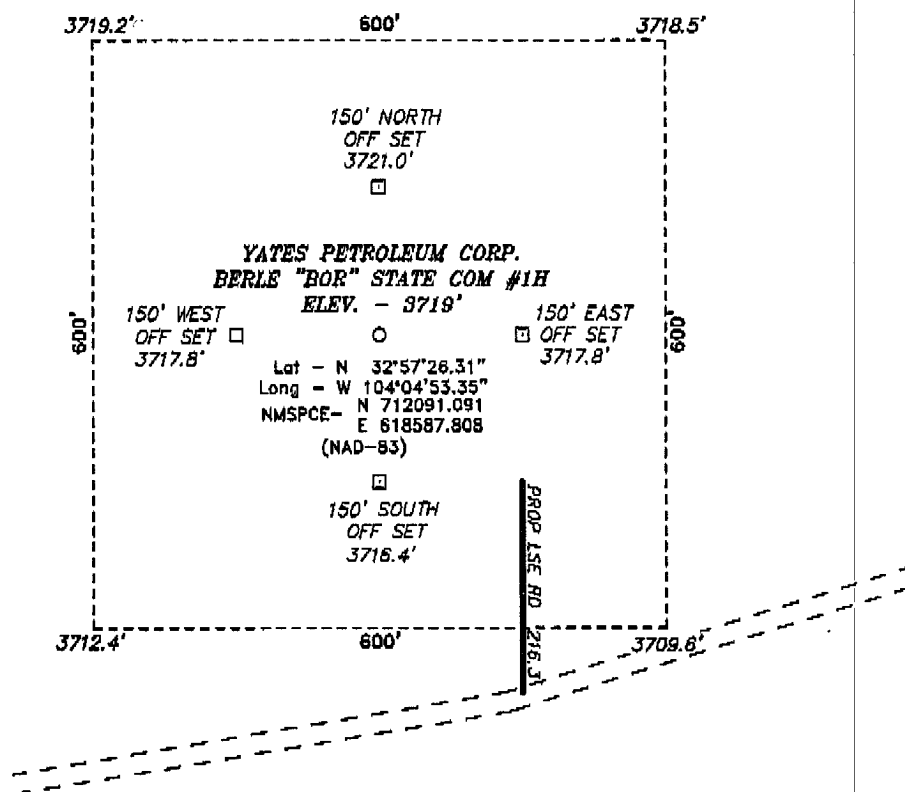 3719.2' 600' 3718.5'
150' NORTH
OFF SET
3721.0'
YATES PETROLEUM CORP.
BERLE "BOR" STATE COM #1H
ELEV. - 3719'
150' WEST
OFF SET
3717.8'
150' EAST
OFF SET
3717.8'
600'
600'
Lat - N 32°57'26.31"
Long - W 104°04'53.35"
NMSPCE- N 712091.091
E 618587.808
(NAD-83)
150' SOUTH
OFF SET
3716.4'
PROP LSE RD 216.3'
3712.4' 600' 3709.6'